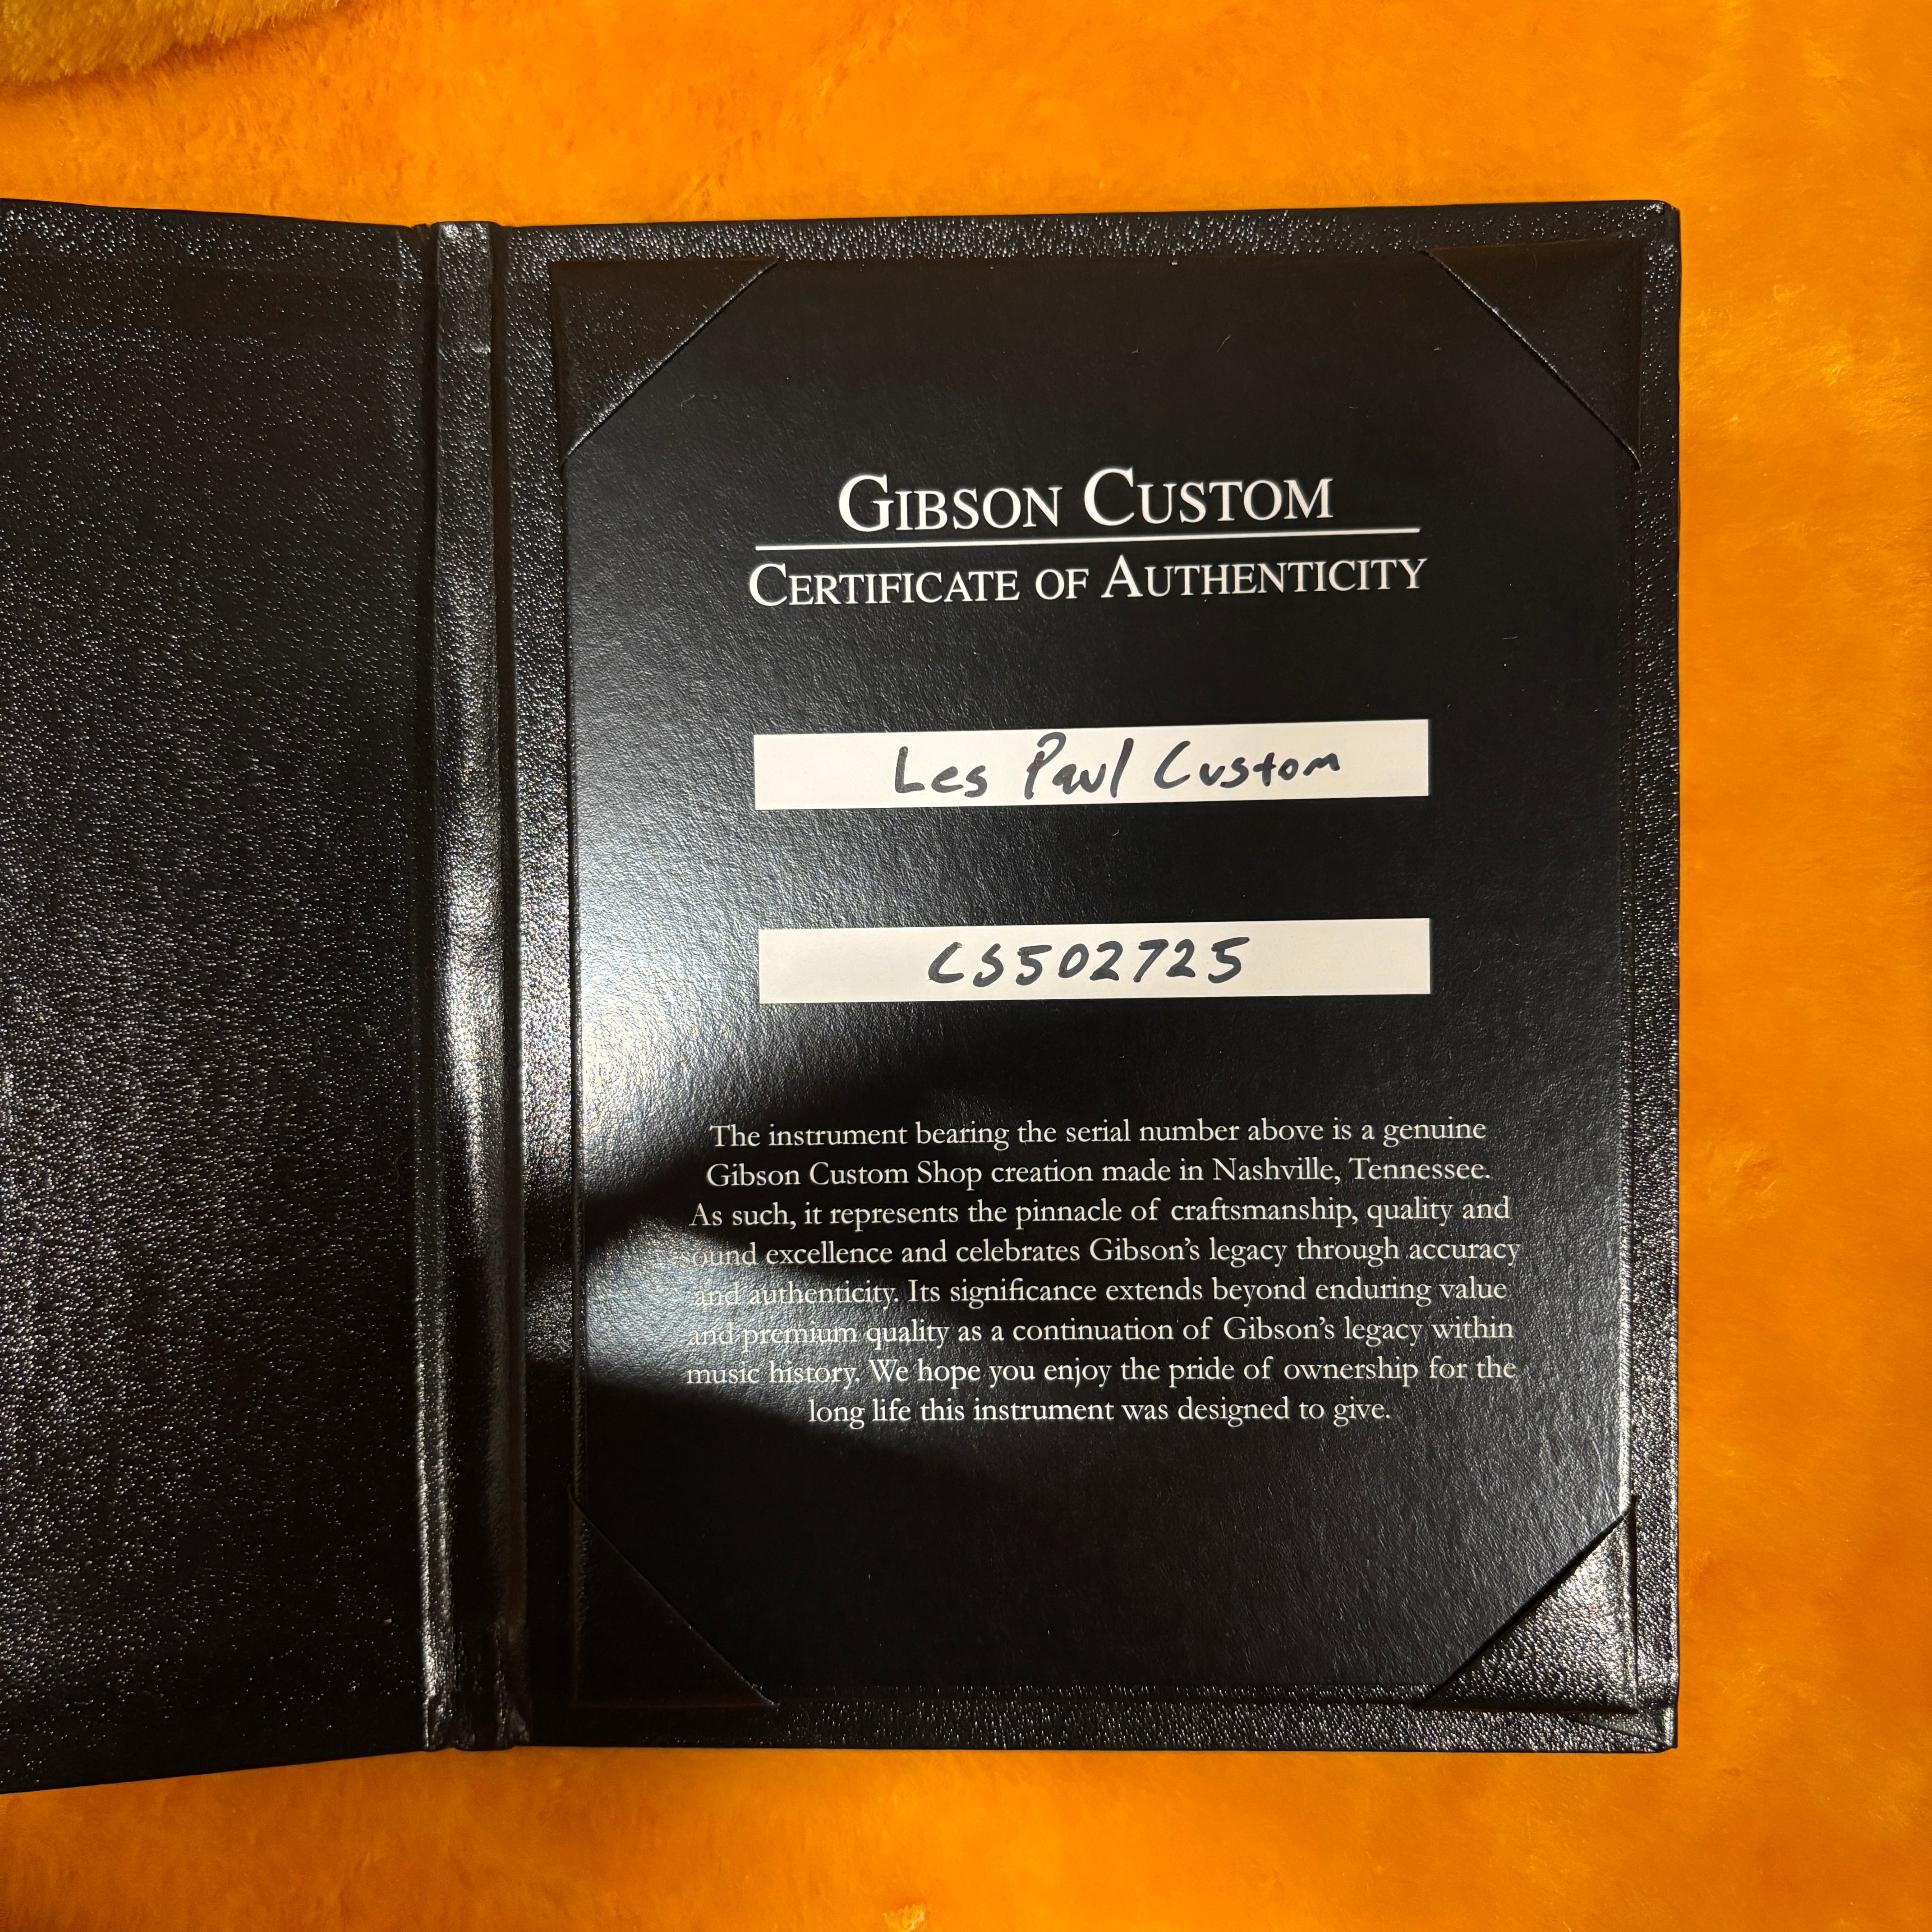 GIBSON CUSTOM
CERTIFICATE OF AUTHENTICITY
Les Paul Custom
CS502725
The instrument bearing the serial number above is a genuine
Gibson Custom Shop creation made in Nashville, Tennessee.
As such, it represents the pinnacle of craftsmanship, quality and
sound excellence and celebrates Gibson’s legacy through accuracy
and authenticity. Its significance extends beyond enduring value
and premium quality as a continuation of Gibson’s legacy within
music history. We hope you enjoy the pride of ownership for the
long life this instrument was designed to give.